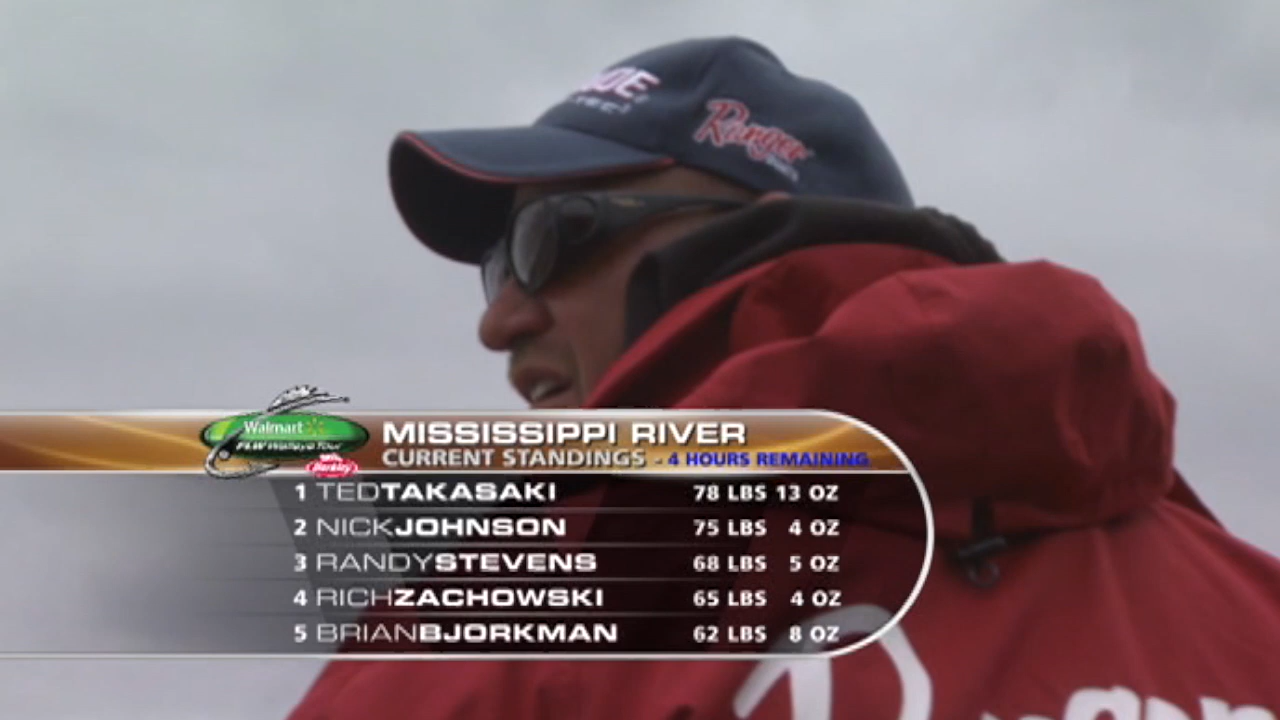 Ranger
Walmart
FLW Walleye Tour
Berkley
MISSISSIPPI RIVER
CURRENT STANDINGS - 4 HOURS REMAINING
1 TEDTAKASAKI 78 LBS 13 OZ
2 NICKJOHNSON 75 LBS 4 OZ
3 RANDYSTEVENS 68 LBS 5 OZ
4 RICHZACHOWSKI 65 LBS 4 OZ
5 BRIANBJORKMAN 62 LBS 8 OZ